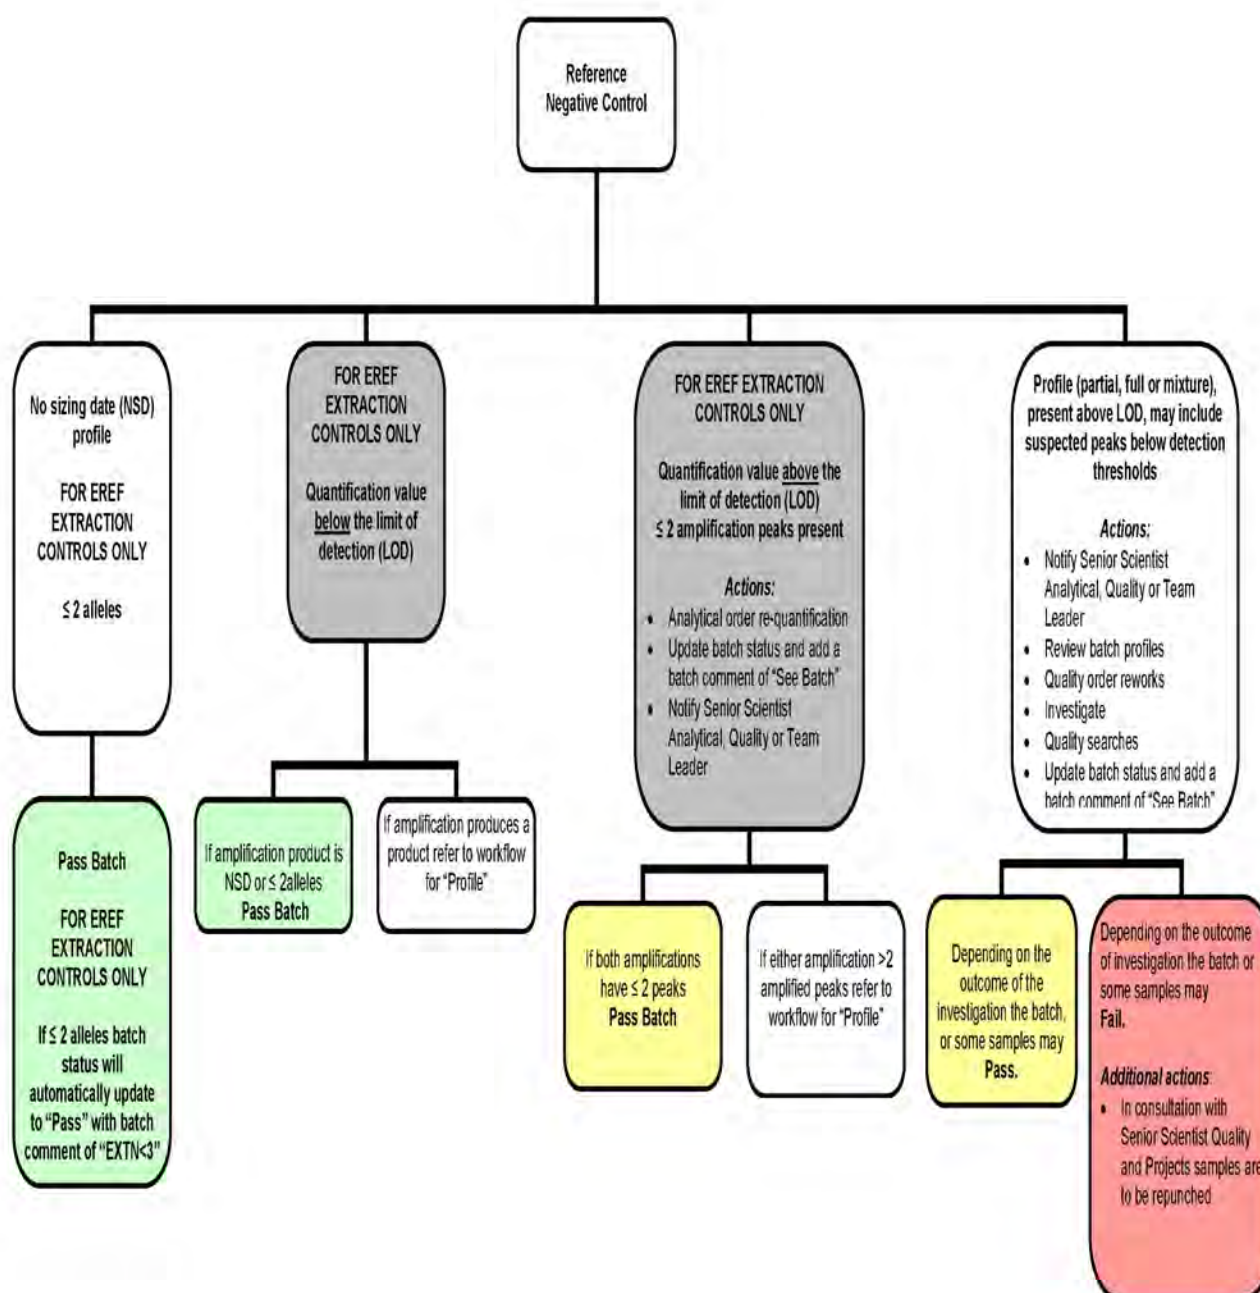 Reference
Negative Control
No sizing date (NSD)
profile
FOR EREF
EXTRACTION
CONTROLS ONLY
≤ 2 alleles
FOR EREF
EXTRACTION
CONTROLS ONLY
Quantification value
below the limit of
detection (LOD)
FOR EREF EXTRACTION
CONTROLS ONLY
Quantification value above the
limit of detection (LOD)
≤ 2 amplification peaks present
Actions:
• Analytical order re-quantification
• Update batch status and add a
batch comment of “See Batch”
• Notify Senior Scientist
Analytical, Quality or Team
Leader
Profile (partial, full or mixture),
present above LOD, may include
suspected peaks below detection
thresholds
Actions:
• Notify Senior Scientist
Analytical, Quality or Team
Leader
• Review batch profiles
• Quality order reworks
• Investigate
• Quality searches
• Update batch status and add a
batch comment of “See Batch”
Pass Batch
FOR EREF
EXTRACTION
CONTROLS ONLY
If ≤ 2 alleles batch
status will
automatically update
to “Pass” with batch
comment of “EXTN<3”
If amplification product is
NSD or ≤ 2alleles
Pass Batch
If amplification produces a
product refer to workflow
for “Profile”
If both amplifications
have ≤ 2 peaks
Pass Batch
If either amplification >2
amplified peaks refer to
workflow for “Profile”
Depending on the
outcome of the
investigation the batch,
or some samples may
Pass.
Depending on the outcome
of investigation the batch or
some samples may
Fail.
Additional actions:
• In consultation with
Senior Scientist Quality
and Projects samples are
to be repunched